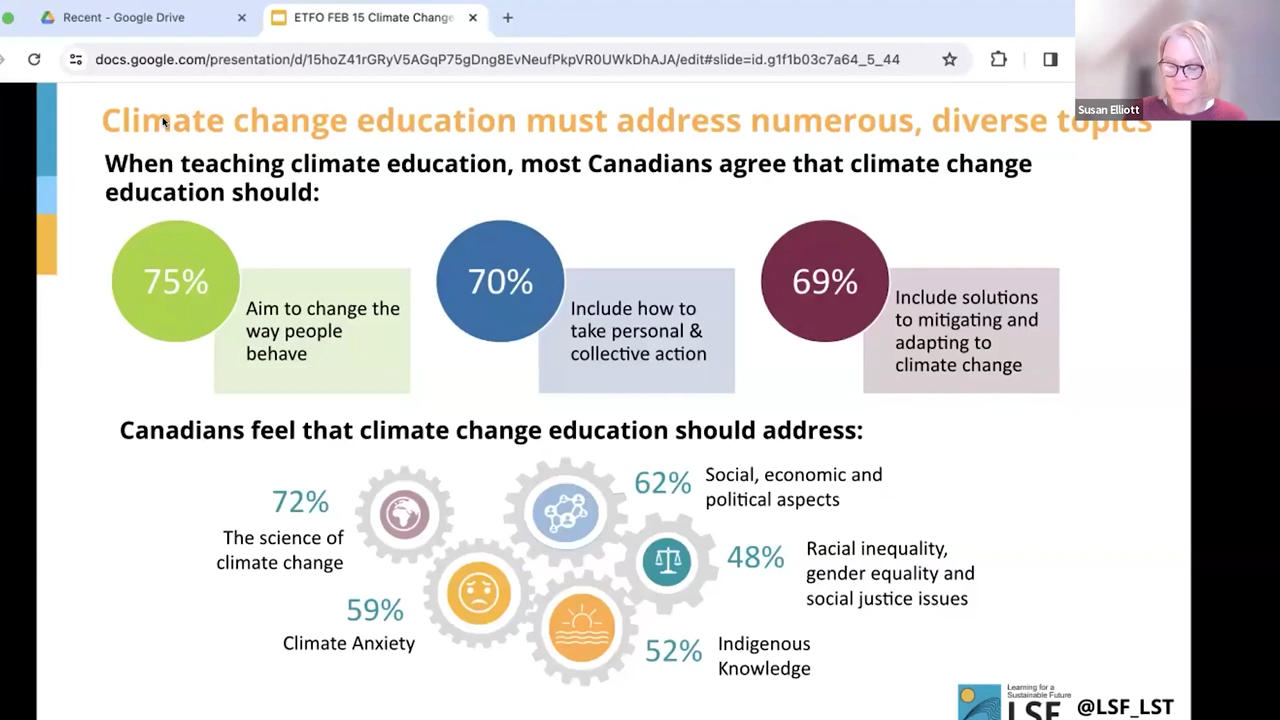 Recent - Google Drive
ETFO FEB 15 Climate Change
docs.google.com/presentation/d/15hoZ41rGRyV5AGqP75gDng8EvNeufPkpVR0UWkDhAJA/edit#slide=id.g1f1b03c7a64_5_44
Susan Elliott
Climate change education must address numerous, diverse topics
When teaching climate education, most Canadians agree that climate change
education should:
75%
Aim to change the
way people
behave
70%
Include how to
take personal &
collective action
69%
Include solutions
to mitigating and
adapting to
climate change
Canadians feel that climate change education should address:
72%
The science of
climate change
59%
Climate Anxiety
62%
Social, economic and
political aspects
48%
Racial inequality,
gender equality and
social justice issues
52%
Indigenous
Knowledge
Learning for a
Sustainable Future
LSF
@LSF_LST